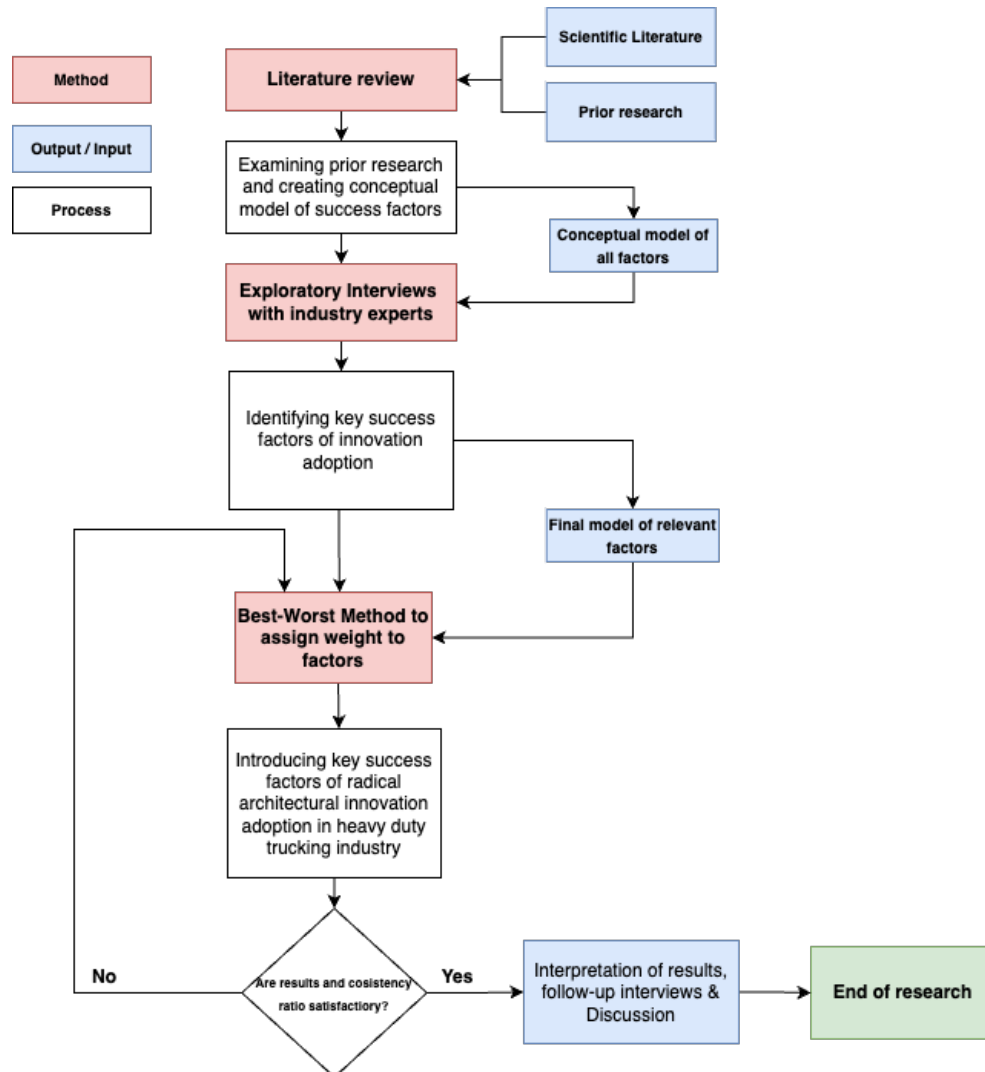 Method
Output / Input
Process
Scientific Literature
Literature review
Prior research
Examining prior research
and creating conceptual
model of success factors
Conceptual model of
all factors
Exploratory Interviews
with industry experts
Identifying key success
factors of innovation
adoption
Final model of relevant
factors
Best-Worst Method to
assign weight to
factors
Introducing key success
factors of radical
architectural innovation
adoption in heavy duty
trucking industry
No
Are results and cosistency
ratio satisfactiory?
Yes
Interpretation of results,
follow-up interviews &
Discussion
End of research